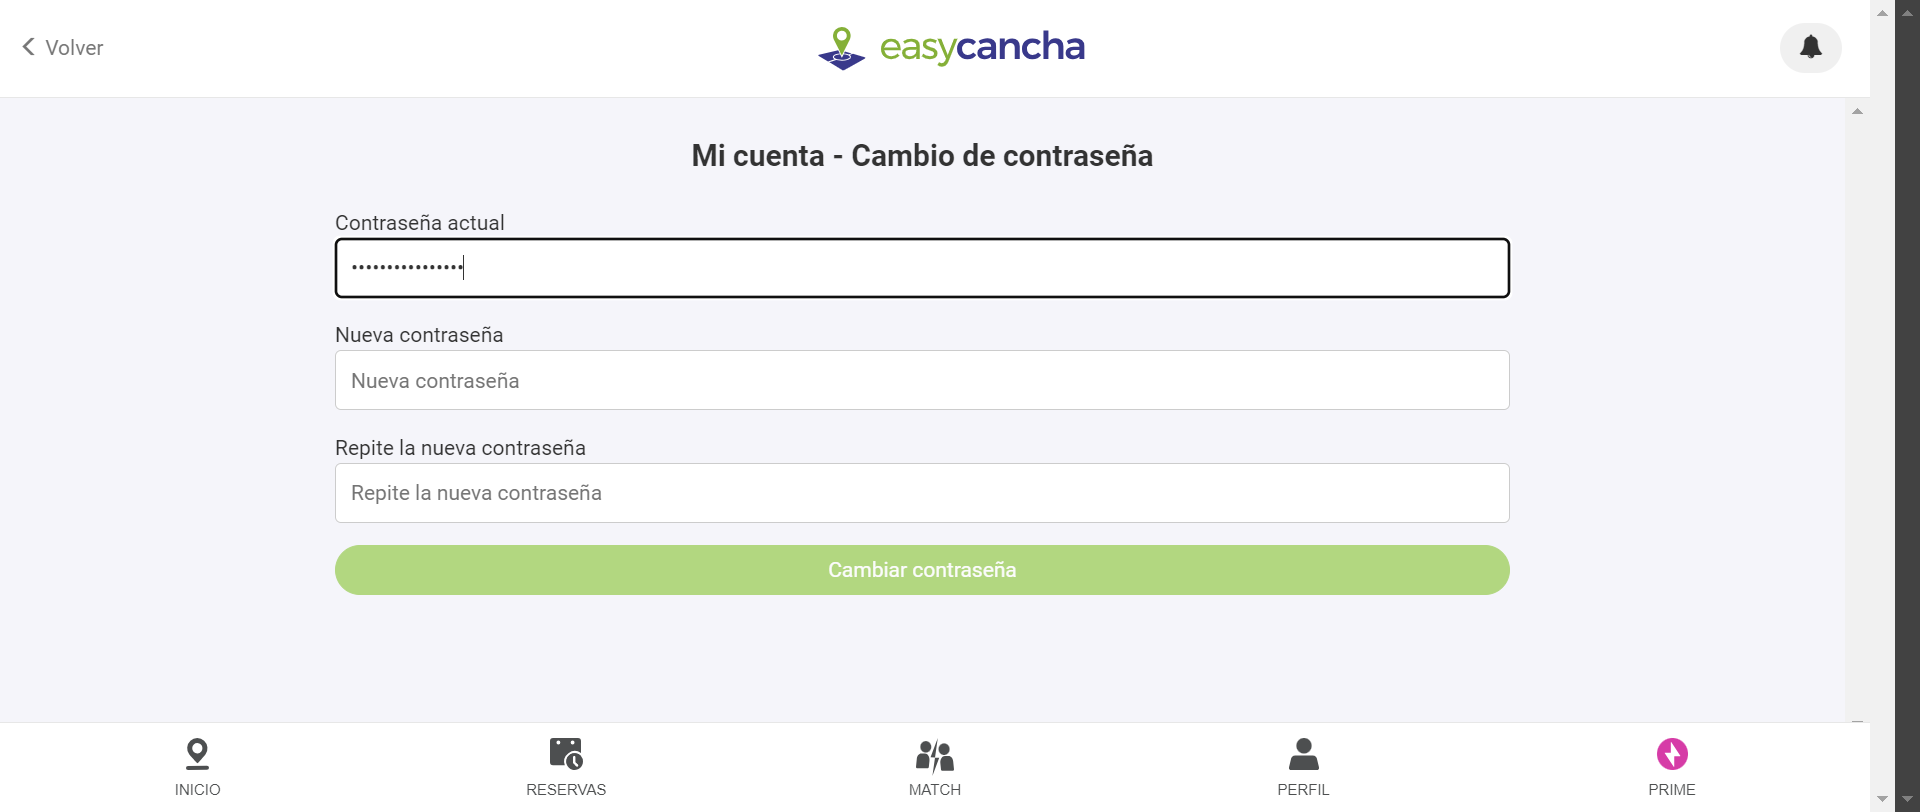 Volver
easycancha
Mi cuenta - Cambio de contraseña
Contraseña actual
••••••••••••••••
Nueva contraseña
Nueva contraseña
Repite la nueva contraseña
Repite la nueva contraseña
Cambiar contraseña
INICIO
RESERVAS
MATCH
PERFIL
PRIME